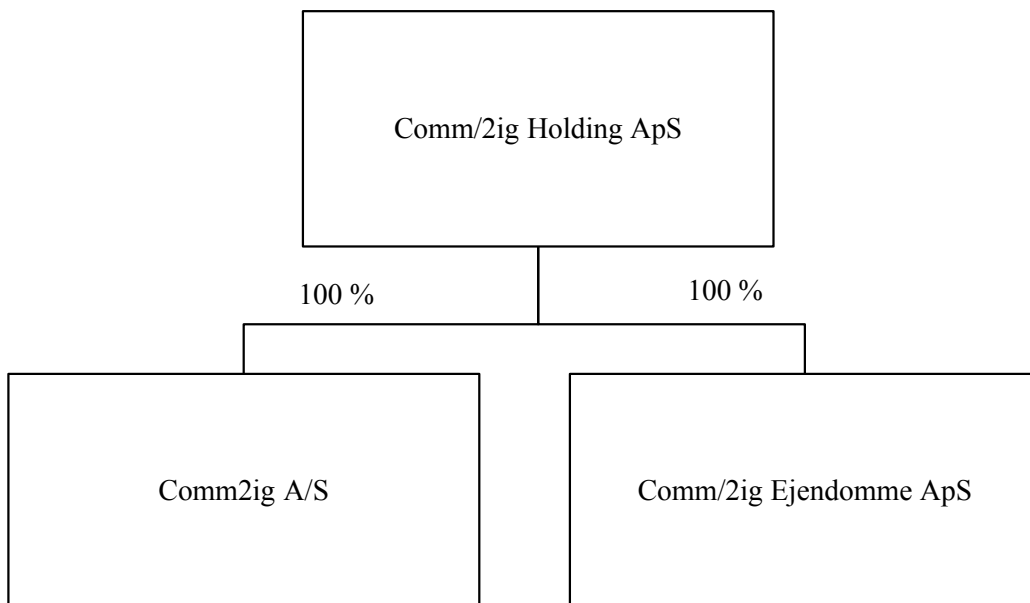 Comm/2ig Holding ApS
100 %
100 %
Comm2ig A/S
Comm/2ig Ejendomme ApS